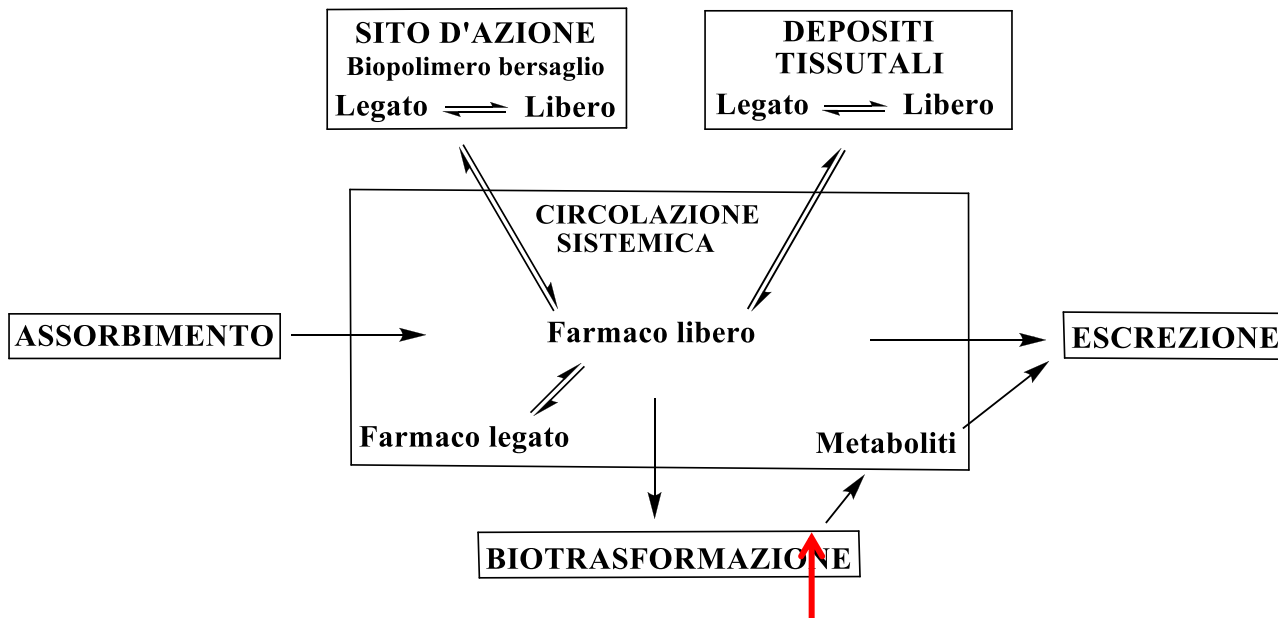 SITO D'AZIONE
Biopolimero bersaglio
Legato Libero
DEPOSITI
TISSUTALI
Legato Libero
CIRCOLAZIONE
SISTEMICA
ASSORBIMENTO
Farmaco libero
ESCREZIONE
Farmaco legato
Metaboliti
BIOTRASFORMAZIONE